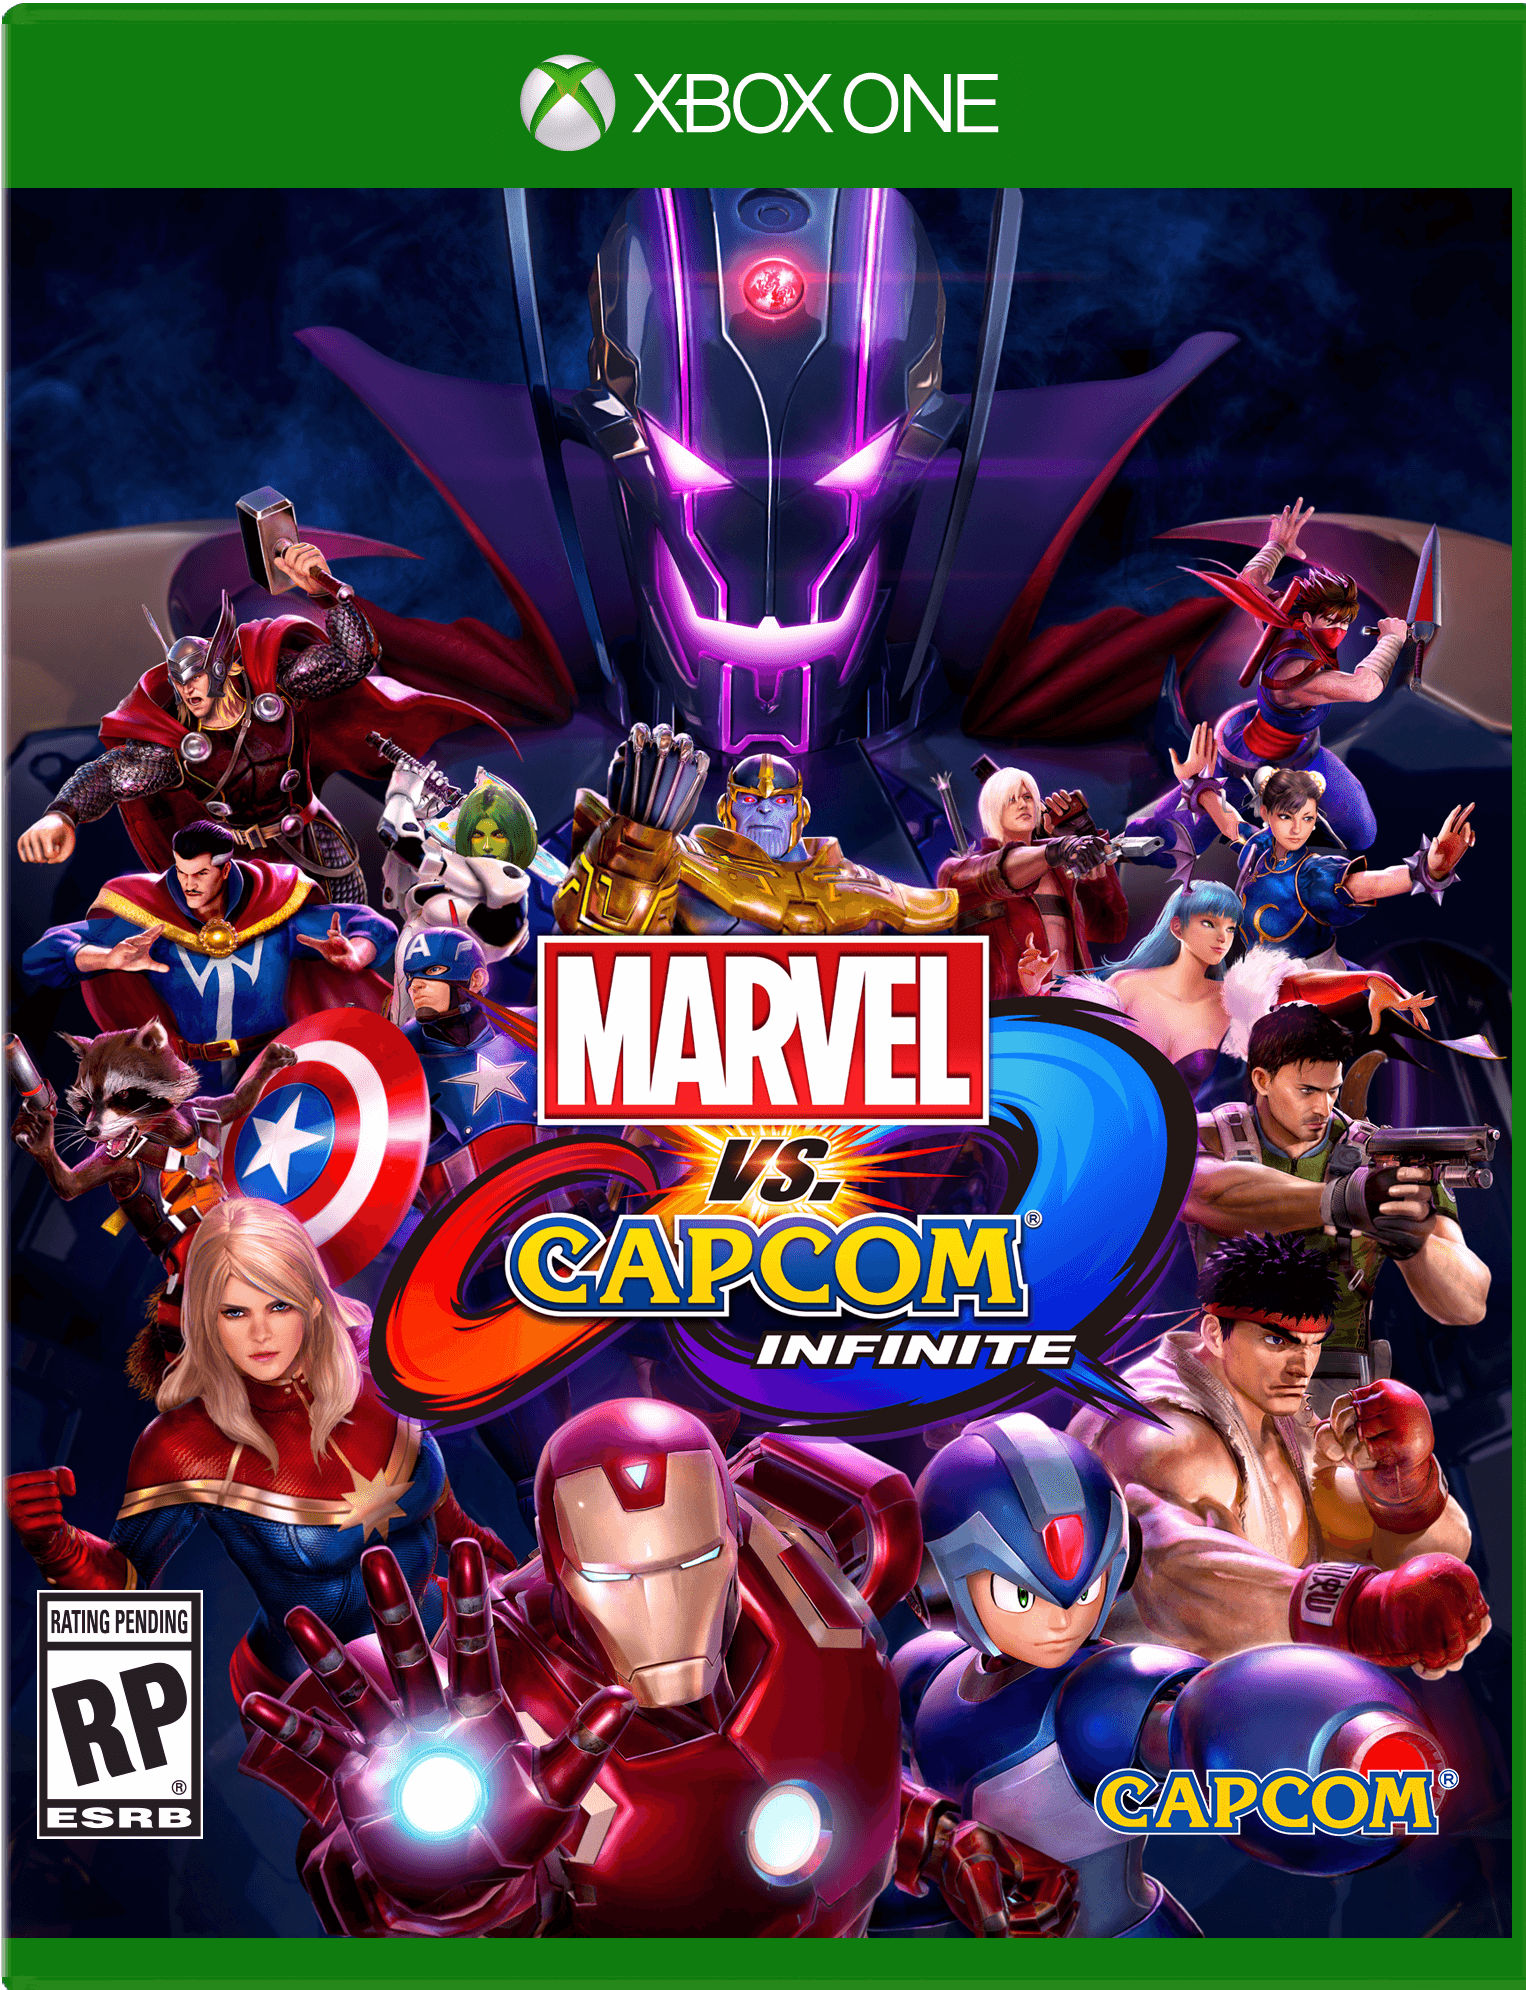 XBOX ONE
A
MARVEL
VS.
CAPCOM®
INFINITE
RATING PENDING
RP®
ESRB
CAPCOM®